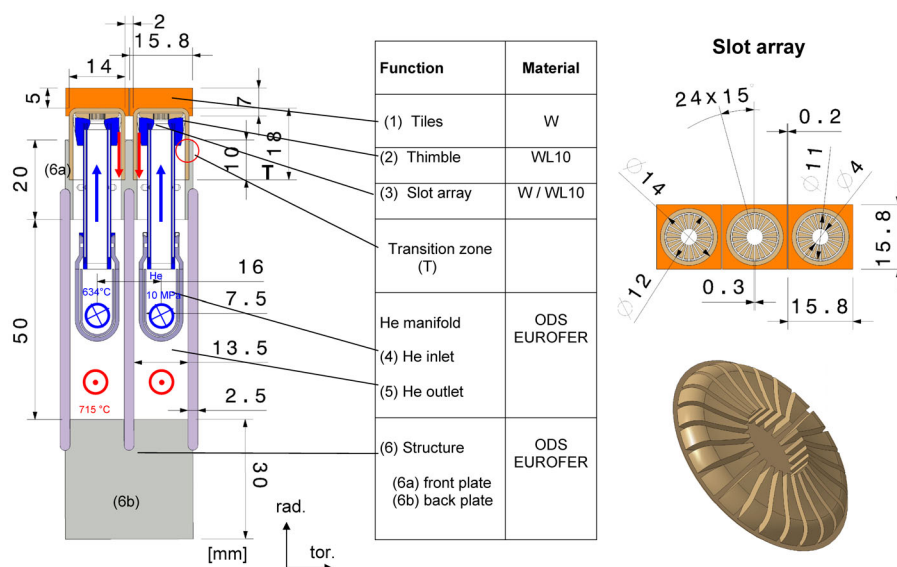 2
15.8
14
5
7
18
10
T
20
(6a)
16
634°C
He
10 MPa
7.5
50
13.5
2.5
715 °C
30
(6b)
[mm]
rad.
tor.
Function
Material
(1) Tiles
W
(2) Thimble
WL10
(3) Slot array
W / WL10
Transition zone
(T)
He manifold
ODS
EUROFER
(4) He inlet
(5) He outlet
(6) Structure
ODS
EUROFER
(6a) front plate
(6b) back plate
Slot array
24x15°
0.2
∅11
∅4
∅14
15.8
∅12
0.3
15.8